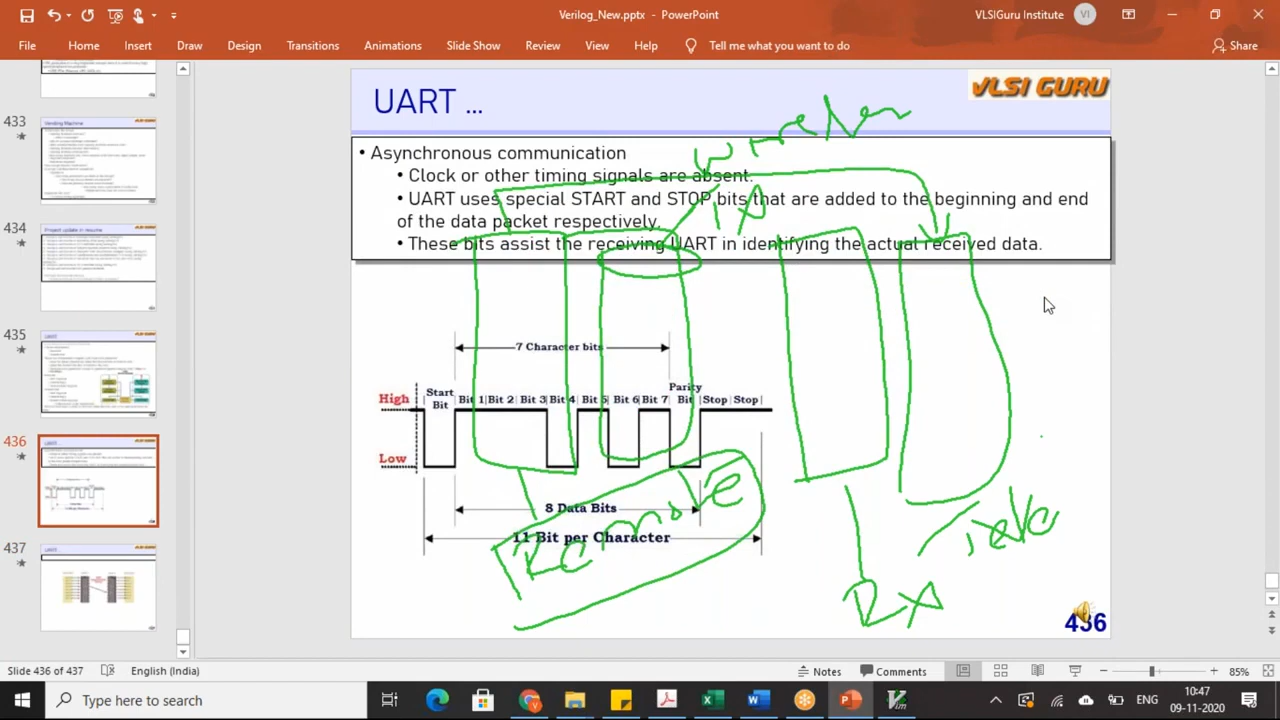 Verilog_New.pptx - PowerPoint
VLSIGuru Institute
VI
File Home Insert Draw Design Transitions Animations Slide Show Review View Help Tell me what you want to do Share
433
434
435
436
437
UART ...
VLSI GURU
• Asynchronous communication
• Clock or other timing signals are absent.
• UART uses special START and STOP bits that are added to the beginning and end
of the data packet respectively.
• These bits assist the receiving UART in identifying the actual received data.
TX
7 Character bits
High
Start
Bit
Bit 1 Bit 2 Bit 3 Bit 4 Bit 5 Bit 6 Bit 7
Parity
Bit
Stop Stop
Low
8 Data Bits
11 Bit per Character
Remove
RX
436
Slide 436 of 437
English (India)
Notes
Comments
85%
Type here to search
ENG
10:47
09-11-2020